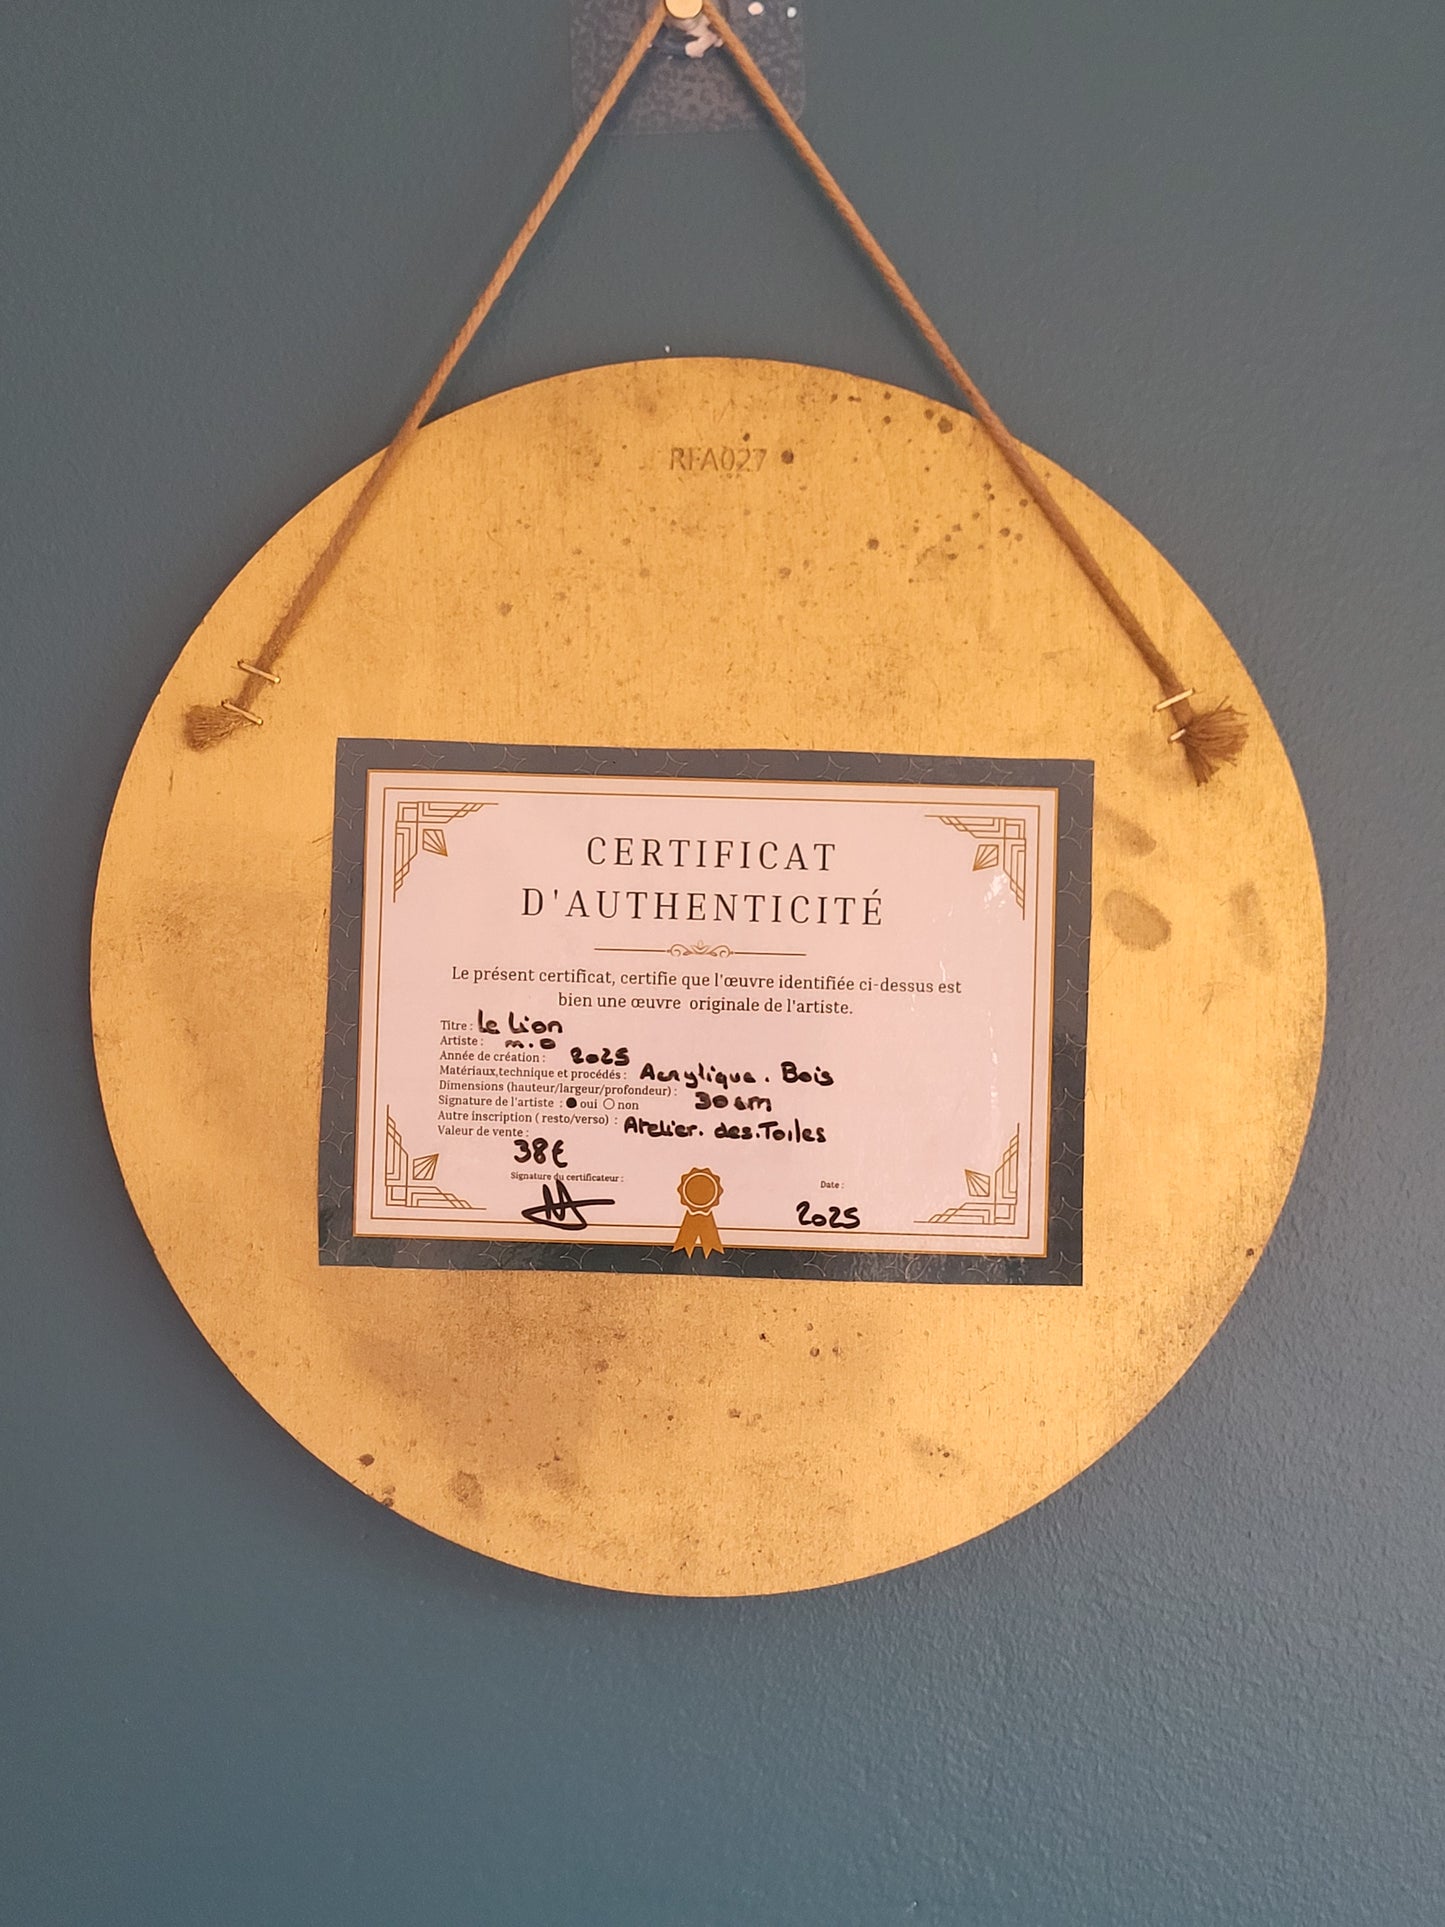 RFA027
CERTIFICAT
D'AUTHENTICITÉ
Le présent certificat, certifie que l'œuvre identifiée ci-dessus est
bien une œuvre originale de l'artiste.
Titre : Le Lion
Artiste : m.o
Année de création : 2025
Matériaux,technique et procédés : Acrylique. Bois
Dimensions (hauteur/largeur/profondeur) : 30 cm
Signature de l'artiste : ● oui ○ non
Autre inscription ( resto/verso) : Atelier. des. Toiles
Valeur de vente :
38€
Signature du certificateur :
Date :
2025